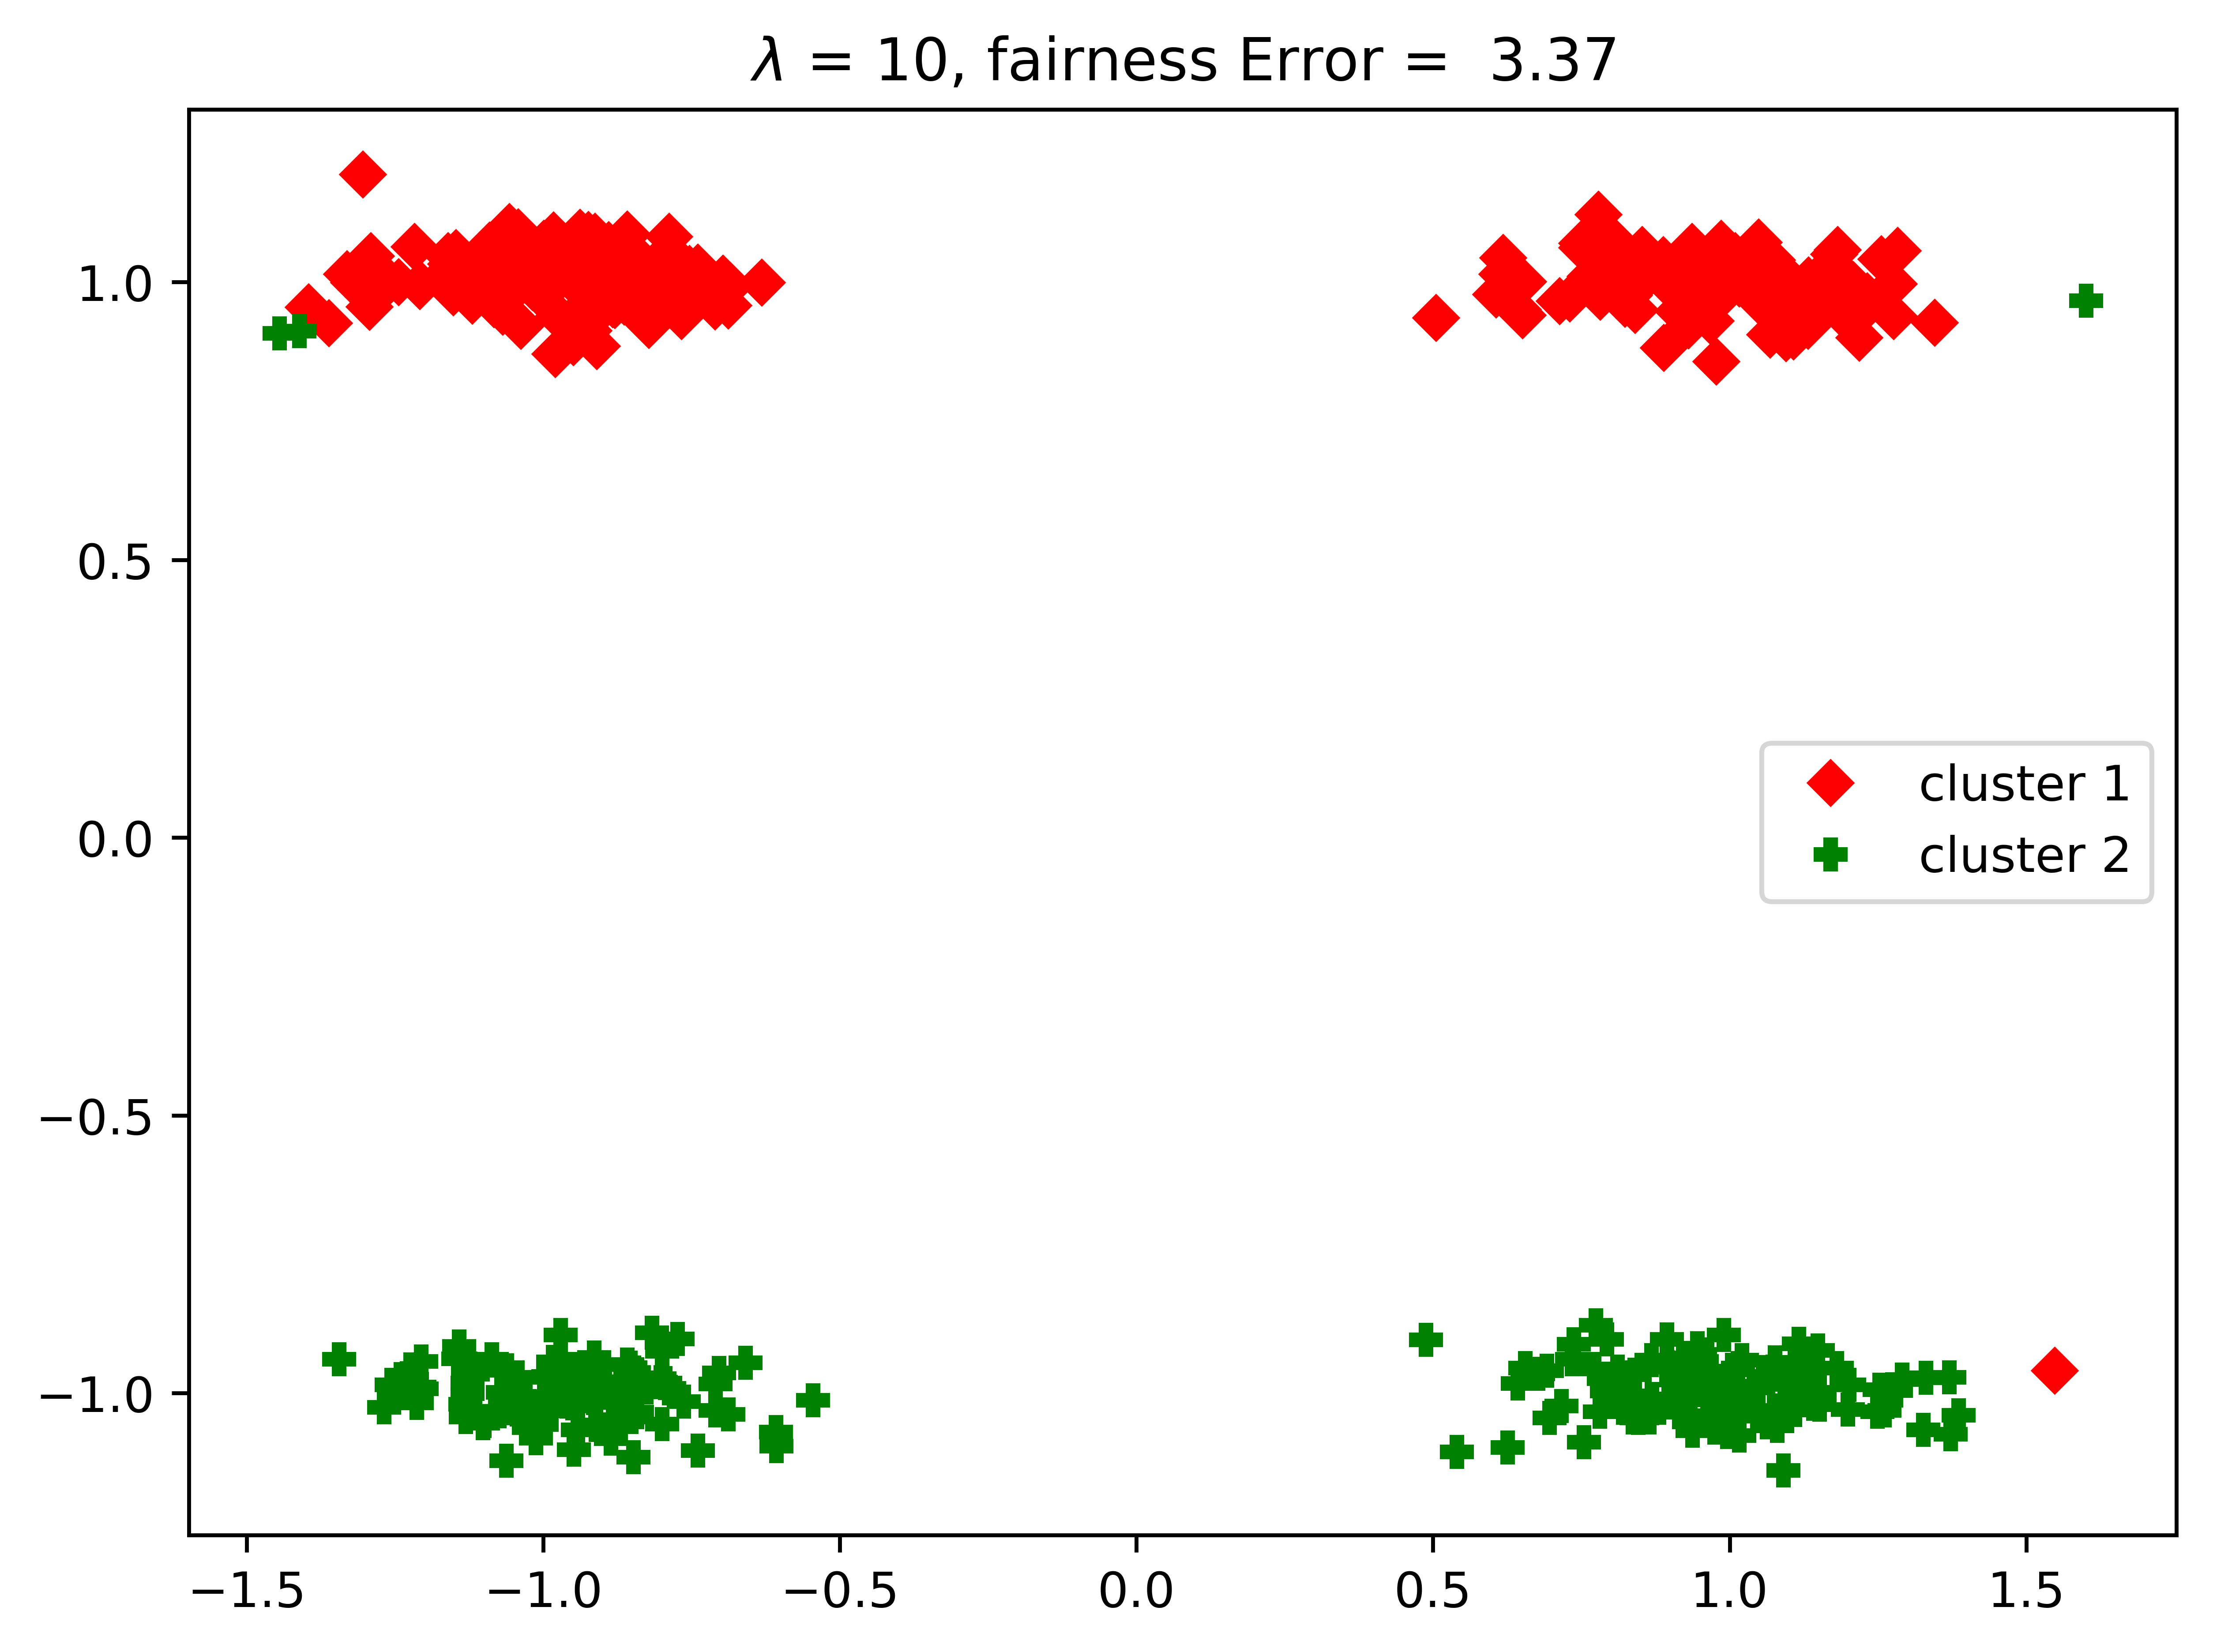 λ = 10, fairness Error = 3.37
1.0
0.5
0.0
−0.5
−1.0
cluster 1
cluster 2
−1.5 −1.0 −0.5 0.0 0.5 1.0 1.5